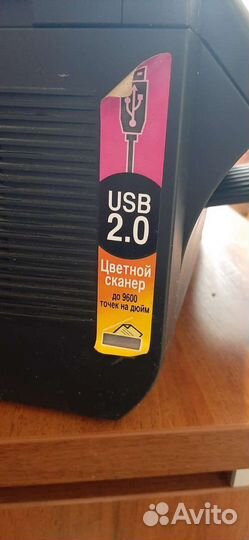 USB
2.0
Цветной
сканер
до 9600
точек на дюйм
Avito